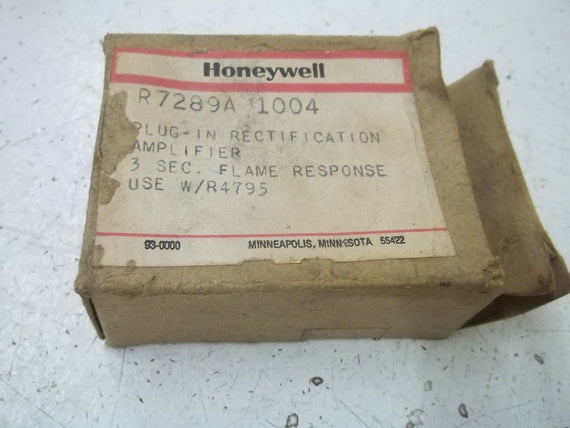 Honeywell
R7289A 1004
PLUG-IN RECTIFICATION
AMPLIFIER
3 SEC. FLAME RESPONSE
USE W/R4795
93-0000 MINNEAPOLIS, MINNESOTA 55422